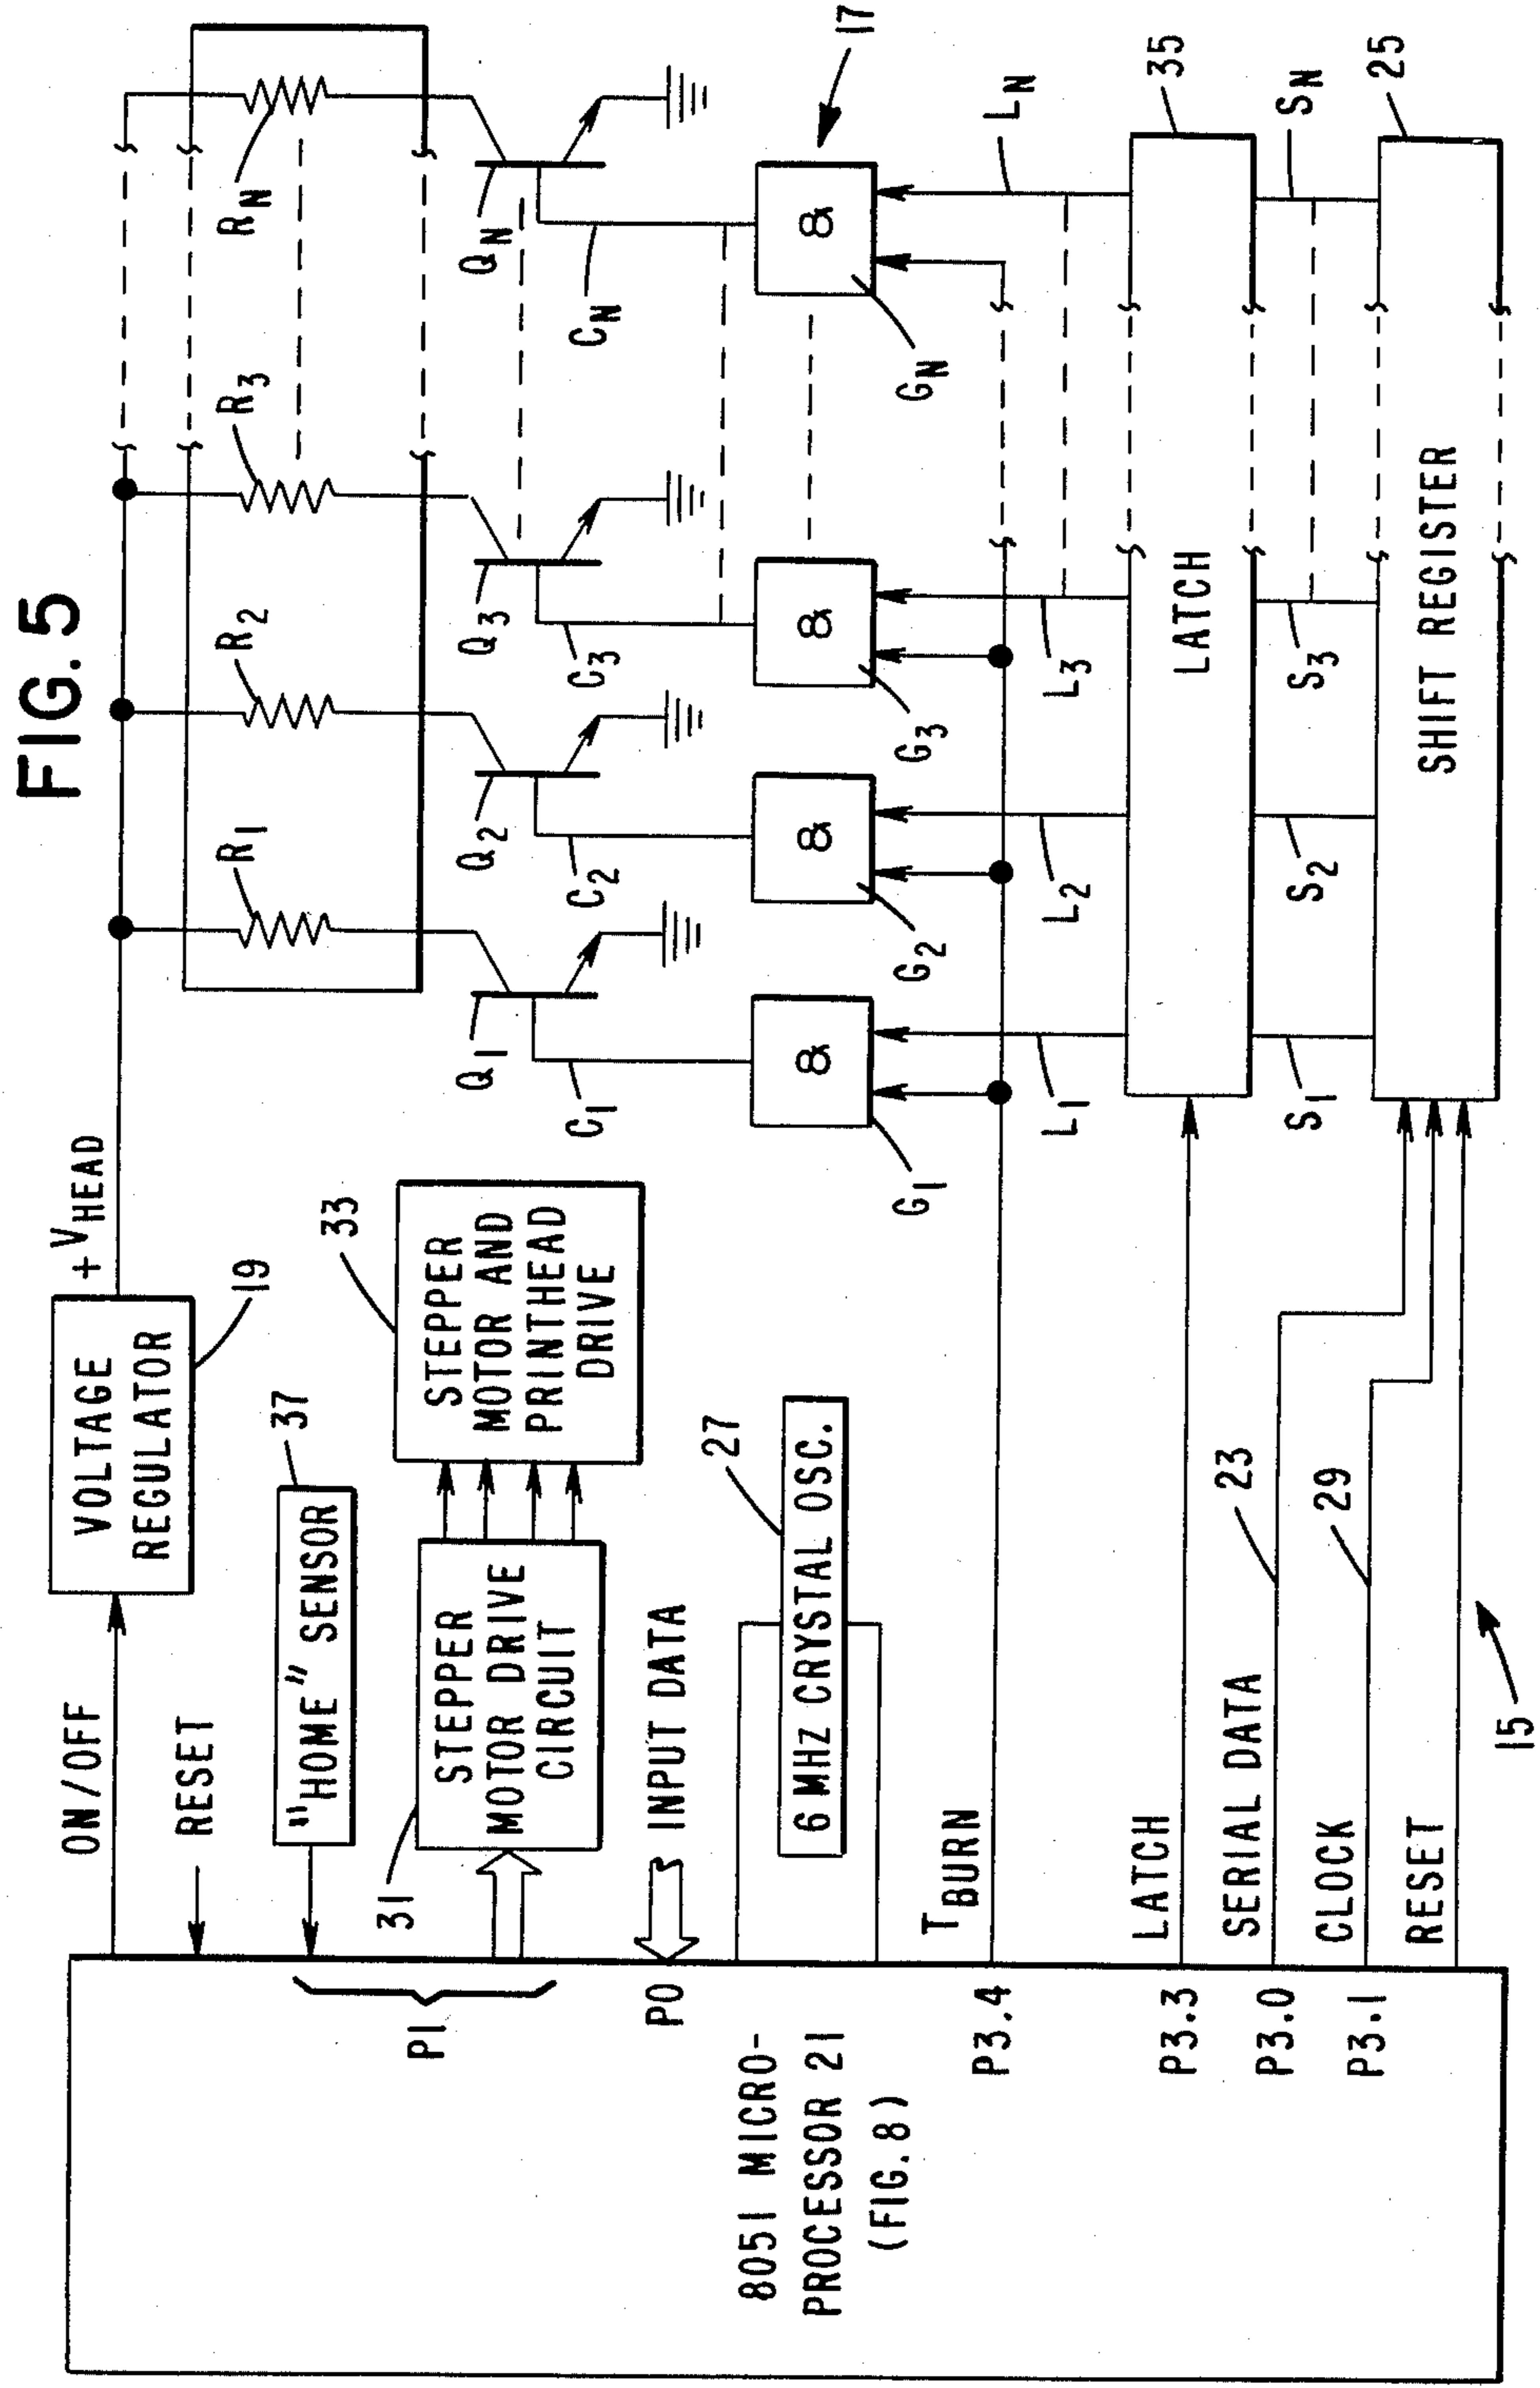 FIG. 5
ON/OFF
VOLTAGE
REGULATOR
19
+VHEAD
RESET
"HOME" SENSOR
37
P1
31
STEPPER
MOTOR DRIVE
CIRCUIT
STEPPER
MOTOR AND
PRINTHEAD
DRIVE
33
P0
INPUT DATA
8051 MICRO-
PROCESSOR 21
(FIG. 8)
6 MHz CRYSTAL OSC.
27
P3.4
TBURN
P3.3
LATCH
P3.0
SERIAL DATA
23
P3.1
CLOCK
29
RESET
15
R1
R2
R3
RN
Q1
Q2
Q3
QN
C1
C2
C3
CN
&
&
&
&
17
G1
G2
G3
GN
L1
L2
L3
LN
LATCH
35
S1
S2
S3
SN
SHIFT REGISTER
25